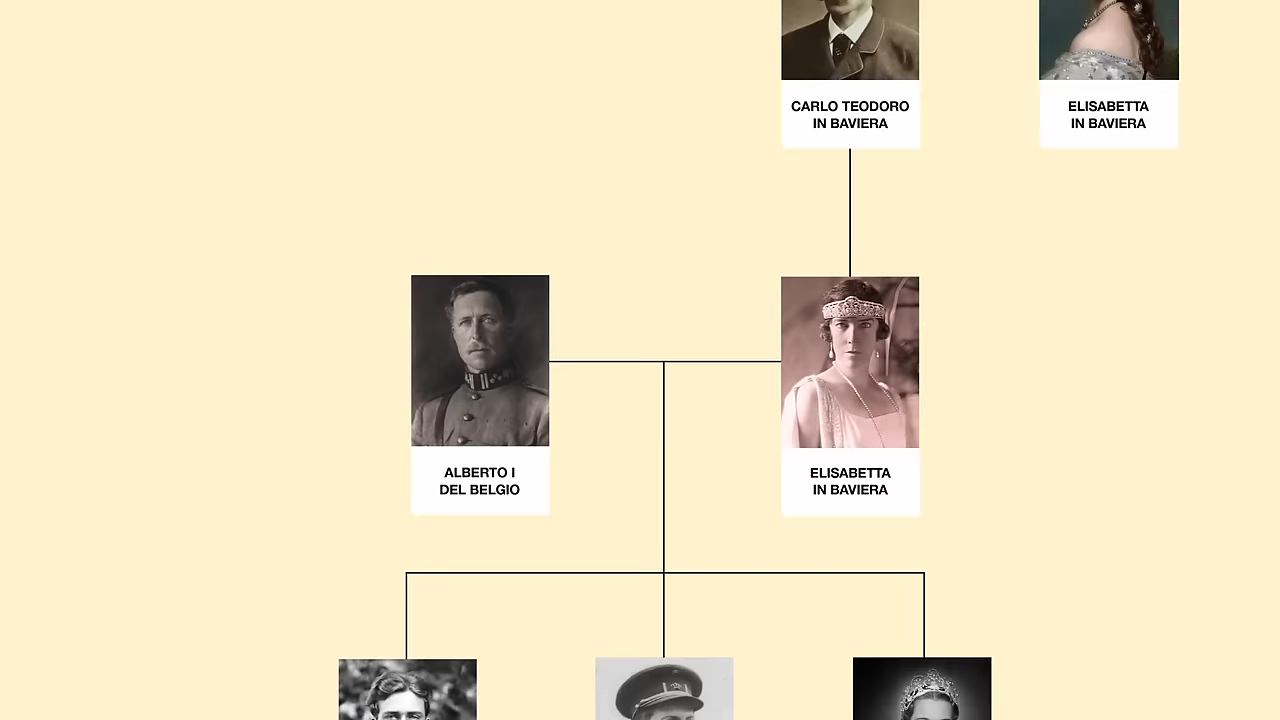 CARLO TEODORO
IN BAVIERA
ELISABETTA
IN BAVIERA
ALBERTO I
DEL BELGIO
ELISABETTA
IN BAVIERA